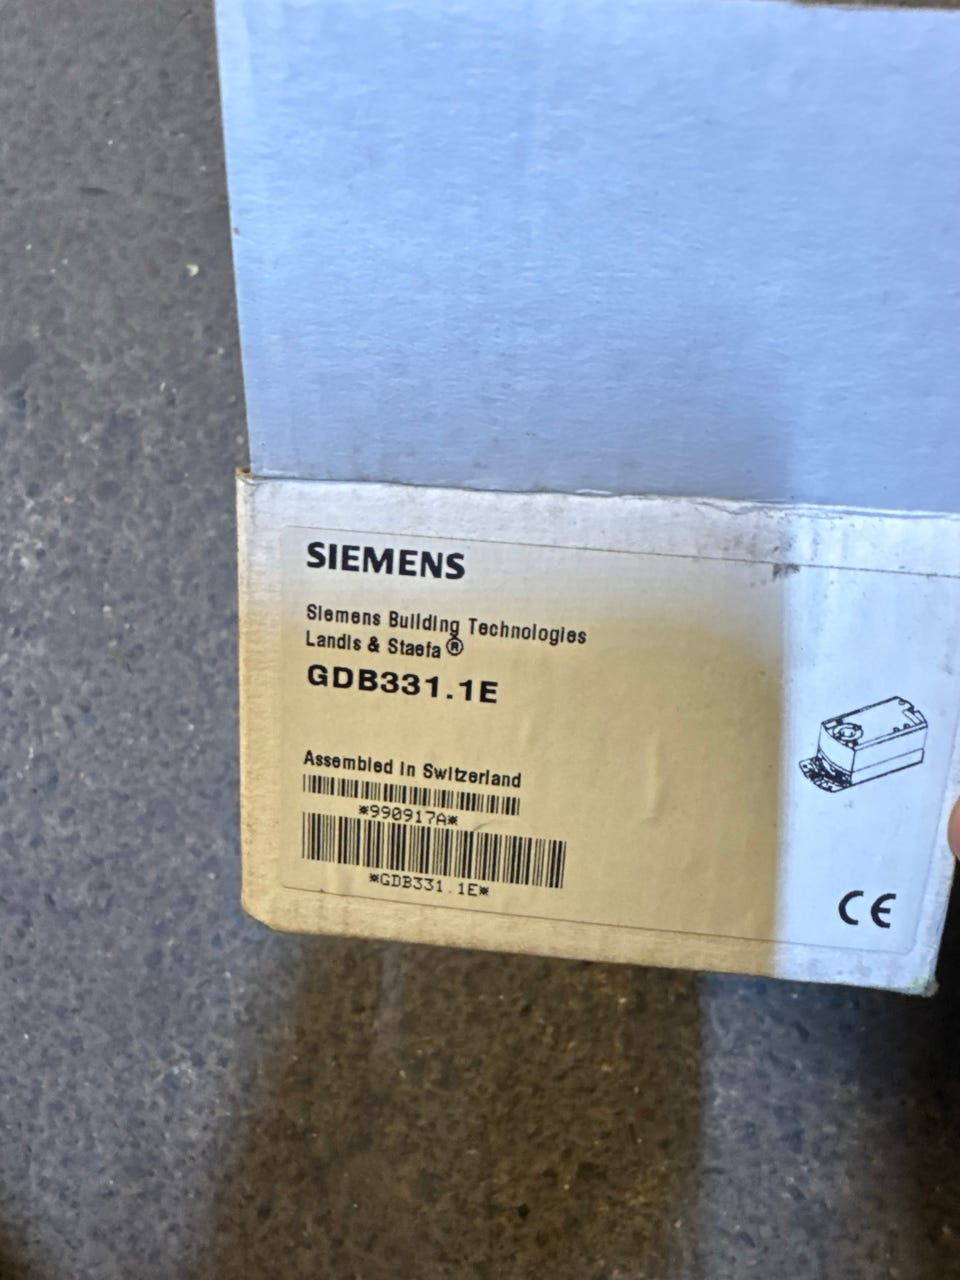 SIEMENS
Siemens Building Technologies
Landis & Staefa®
GDB331.1E
Assembled in Switzerland
*990917A*
*GDB331.1E*
CE